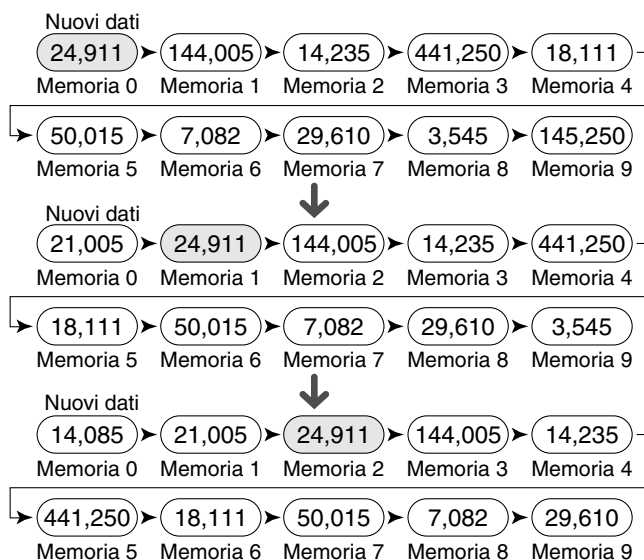 Nuovi dati
24,911 144,005 14,235 441,250 18,111
Memoria 0 Memoria 1 Memoria 2 Memoria 3 Memoria 4
50,015 7,082 29,610 3,545 145,250
Memoria 5 Memoria 6 Memoria 7 Memoria 8 Memoria 9
Nuovi dati
21,005 24,911 144,005 14,235 441,250
Memoria 0 Memoria 1 Memoria 2 Memoria 3 Memoria 4
18,111 50,015 7,082 29,610 3,545
Memoria 5 Memoria 6 Memoria 7 Memoria 8 Memoria 9
Nuovi dati
14,085 21,005 24,911 144,005 14,235
Memoria 0 Memoria 1 Memoria 2 Memoria 3 Memoria 4
441,250 18,111 50,015 7,082 29,610
Memoria 5 Memoria 6 Memoria 7 Memoria 8 Memoria 9